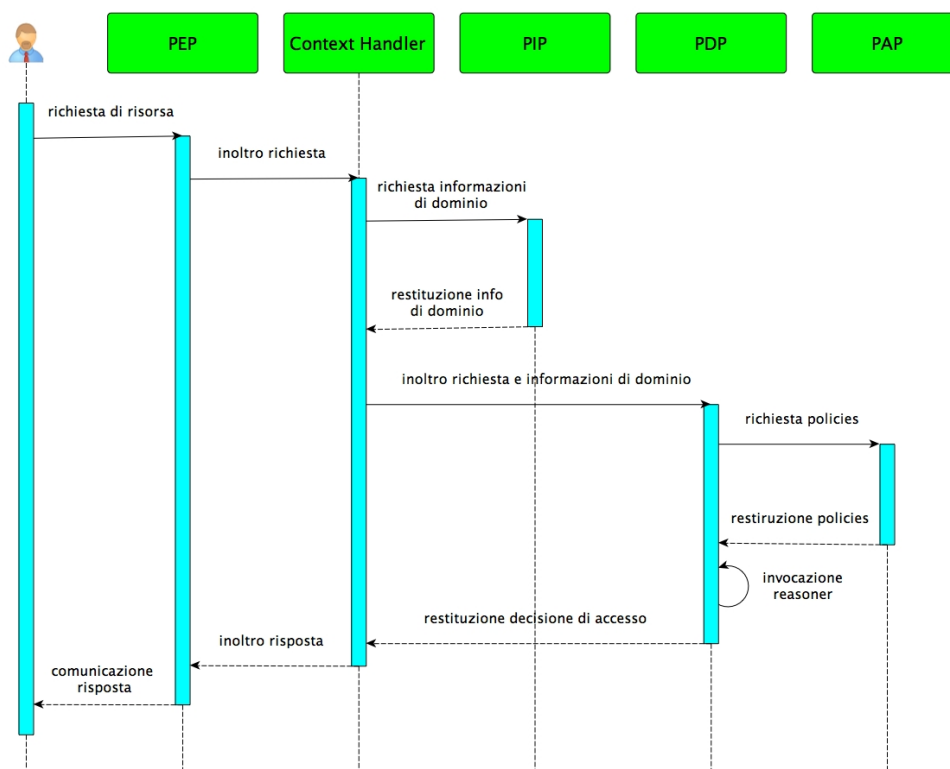 PEP
Context Handler
PIP
PDP
PAP
richiesta di risorsa
inoltro richiesta
richiesta informazioni
di dominio
restituzione info
di dominio
inoltro richiesta e informazioni di dominio
richiesta policies
restiruzione policies
invocazione
reasoner
restituzione decisione di accesso
inoltro risposta
comunicazione
risposta